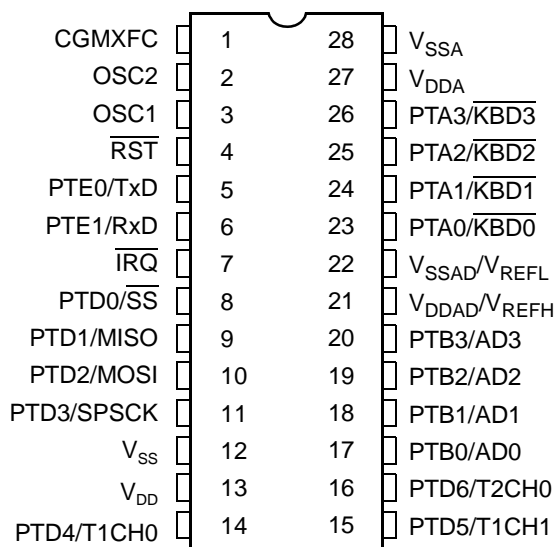 CGMXFC 1 28 VSSA
OSC2 2 27 VDDA
OSC1 3 26 PTA3/KBD3
RST 4 25 PTA2/KBD2
PTE0/TxD 5 24 PTA1/KBD1
PTE1/RxD 6 23 PTA0/KBD0
IRQ 7 22 VSSAD/VREFL
PTD0/SS 8 21 VDDAD/VREFH
PTD1/MISO 9 20 PTB3/AD3
PTD2/MOSI 10 19 PTB2/AD2
PTD3/SPSCK 11 18 PTB1/AD1
VSS 12 17 PTB0/AD0
VDD 13 16 PTD6/T2CH0
PTD4/T1CH0 14 15 PTD5/T1CH1